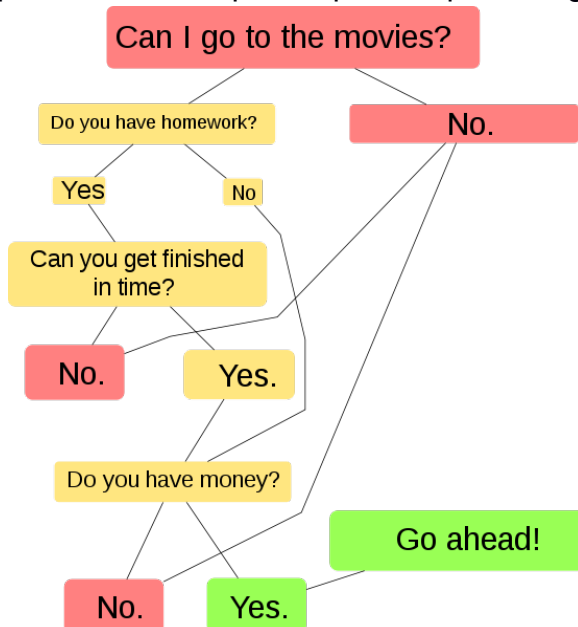 Can I go to the movies?
Do you have homework?
No.
Yes
No
Can you get finished
in time?
No.
Yes.
Do you have money?
Go ahead!
No.
Yes.